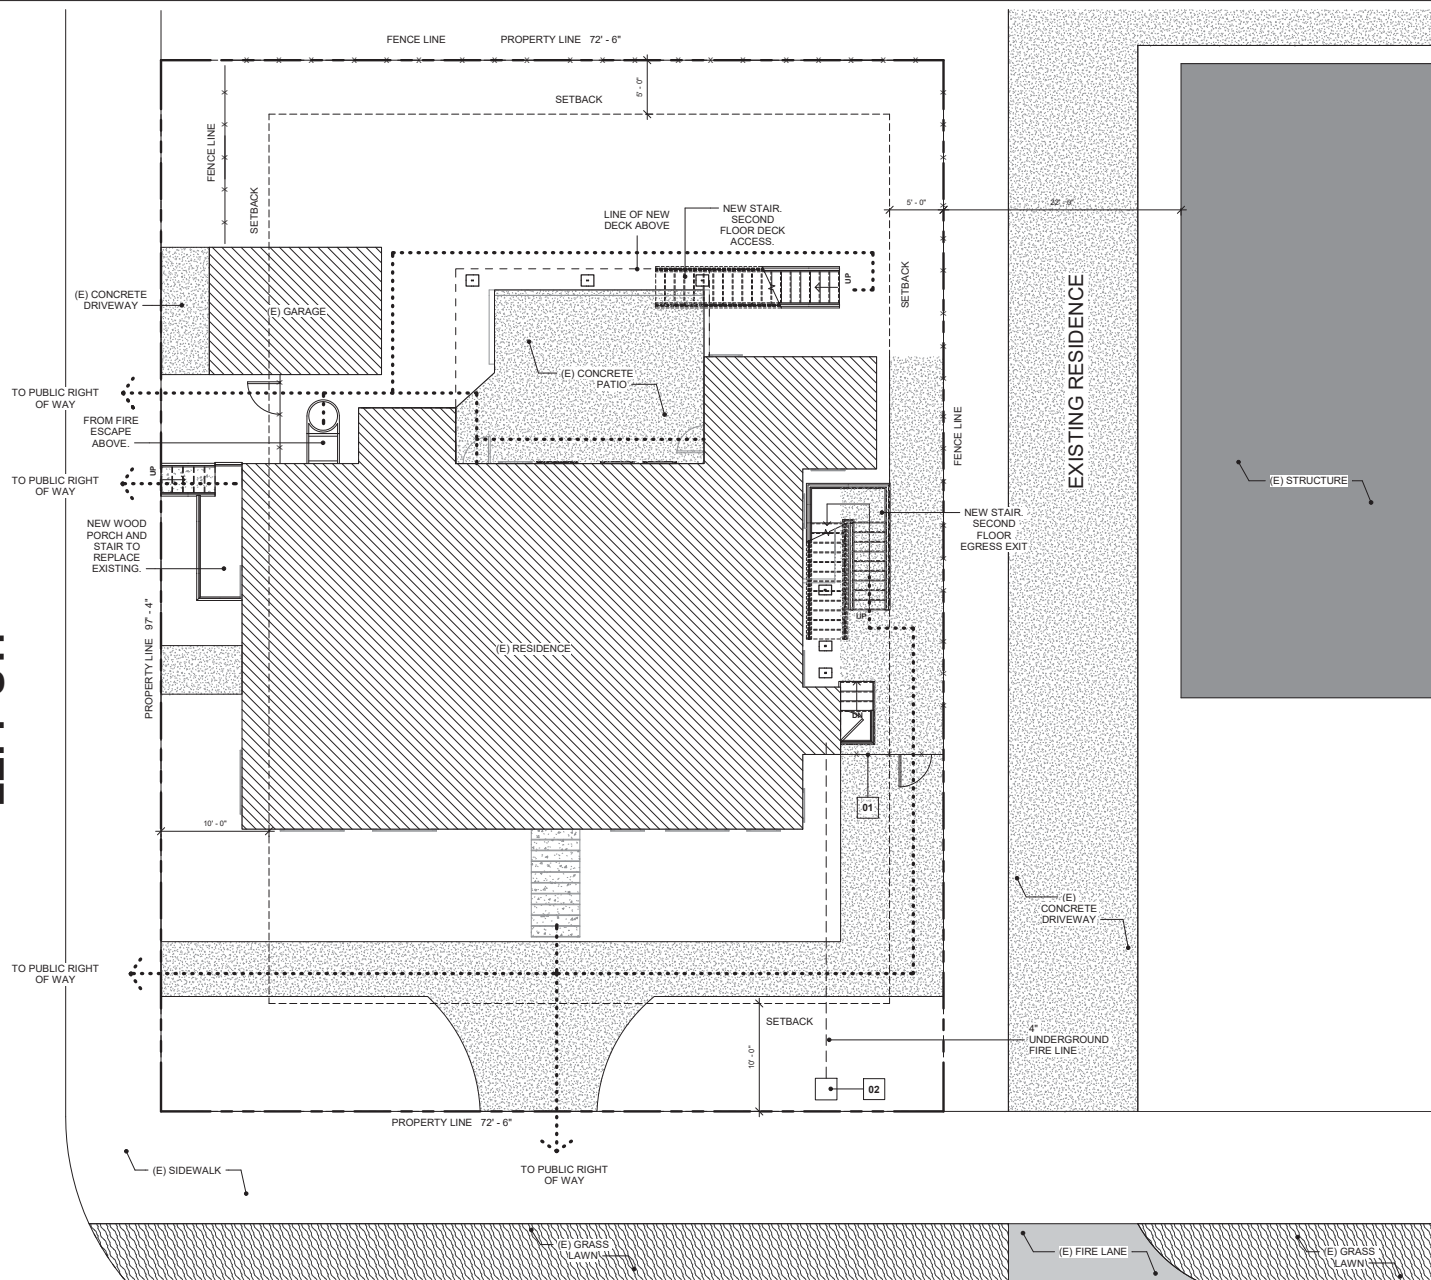 FENCE LINE
PROPERTY LINE 72' - 6"
5' - 0"
SETBACK
FENCE LINE
SETBACK
LINE OF NEW
DECK ABOVE
NEW STAIR.
SECOND
FLOOR DECK
ACCESS.
5' - 0"
22' - 9"
UP
SETBACK
(E) CONCRETE
DRIVEWAY
(E) GARAGE
EXISTING RESIDENCE
(E) CONCRETE
PATIO
TO PUBLIC RIGHT
OF WAY
FROM FIRE
ESCAPE
ABOVE.
FENCE LINE
UP
TO PUBLIC RIGHT
OF WAY
(E) STRUCTURE
NEW WOOD
PORCH AND
STAIR TO
REPLACE
EXISTING.
NEW STAIR.
SECOND
FLOOR
EGRESS EXIT
UP
PROPERTY LINE 97' - 4"
(E) RESIDENCE
DN
01
10' - 0"
(E)
CONCRETE
DRIVEWAY
TO PUBLIC RIGHT
OF WAY
SETBACK
10' - 0"
4"
UNDERGROUND
FIRE LINE
02
PROPERTY LINE 72' - 6"
(E) SIDEWALK
TO PUBLIC RIGHT
OF WAY
(E) GRASS
LAWN
(E) FIRE LANE
(E) GRASS
LAWN